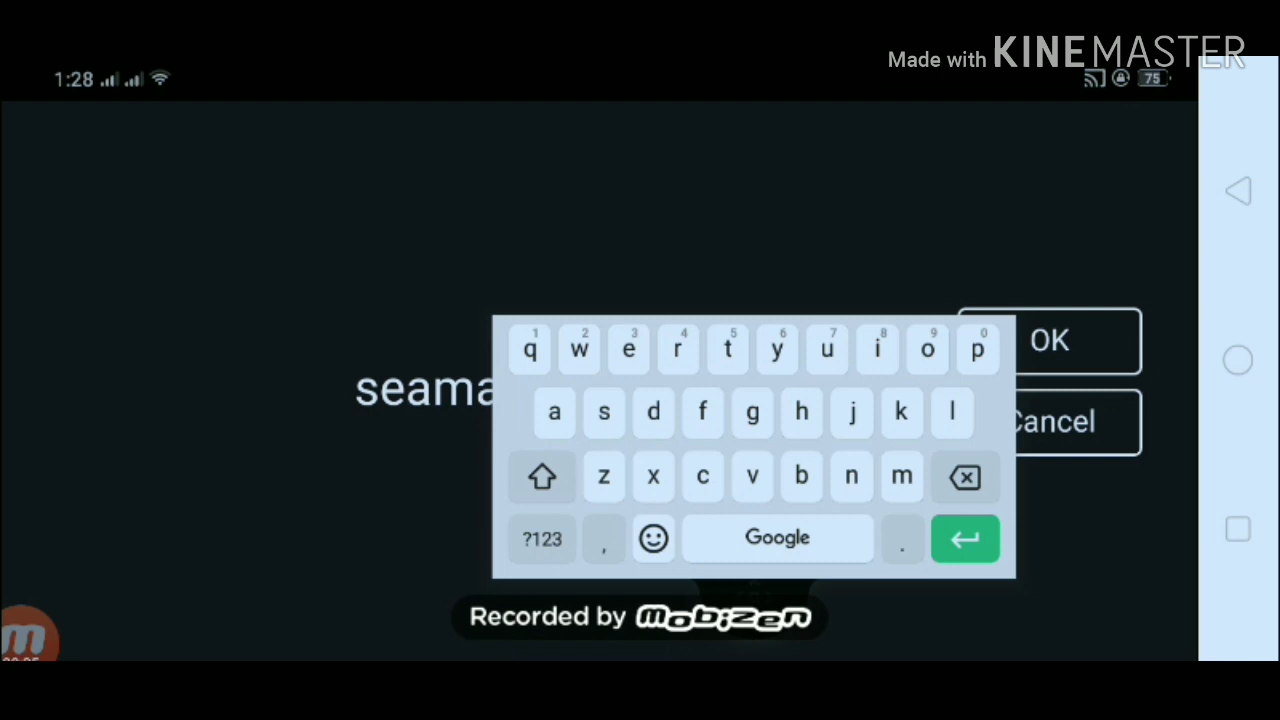 Made with KINEMASTER
1:28
75
OK
seama
Cancel
1 2 3 4 5 6 7 8 9 0
q w e r t y u i o p
a s d f g h j k l
z x c v b n m
?123 , Google .
Recorded by mobizen
m